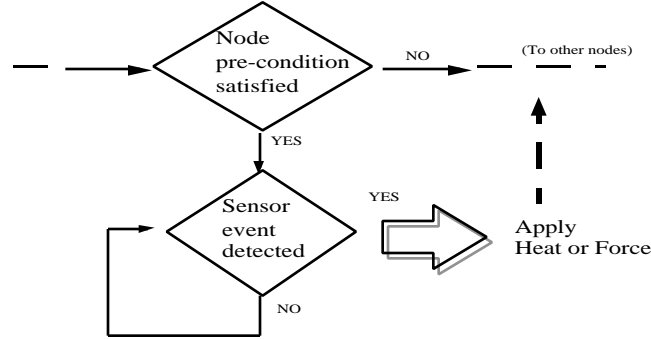 Node
pre-condition
satisfied
NO
(To other nodes)
YES
Sensor
event
detected
YES
Apply
Heat or Force
NO